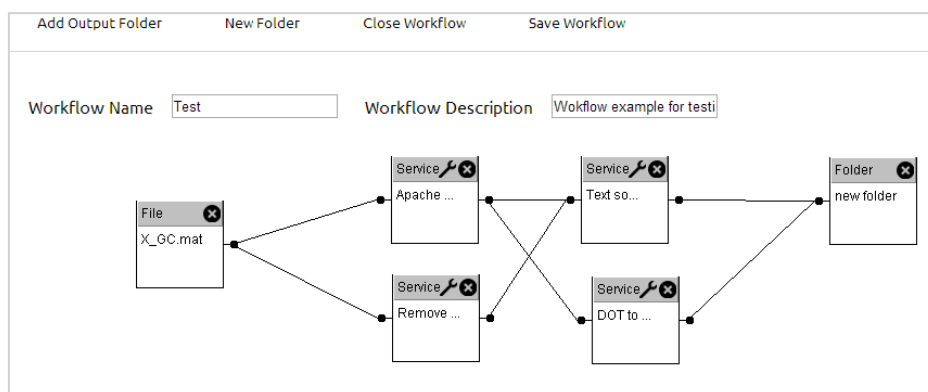 Add Output Folder New Folder Close Workflow Save Workflow
Workflow Name Test Workflow Description Wokflow example for testi
Service Service Folder
Apache ... Text so... new folder
File
X_GC.mat
Service Service
Remove ... DOT to ...